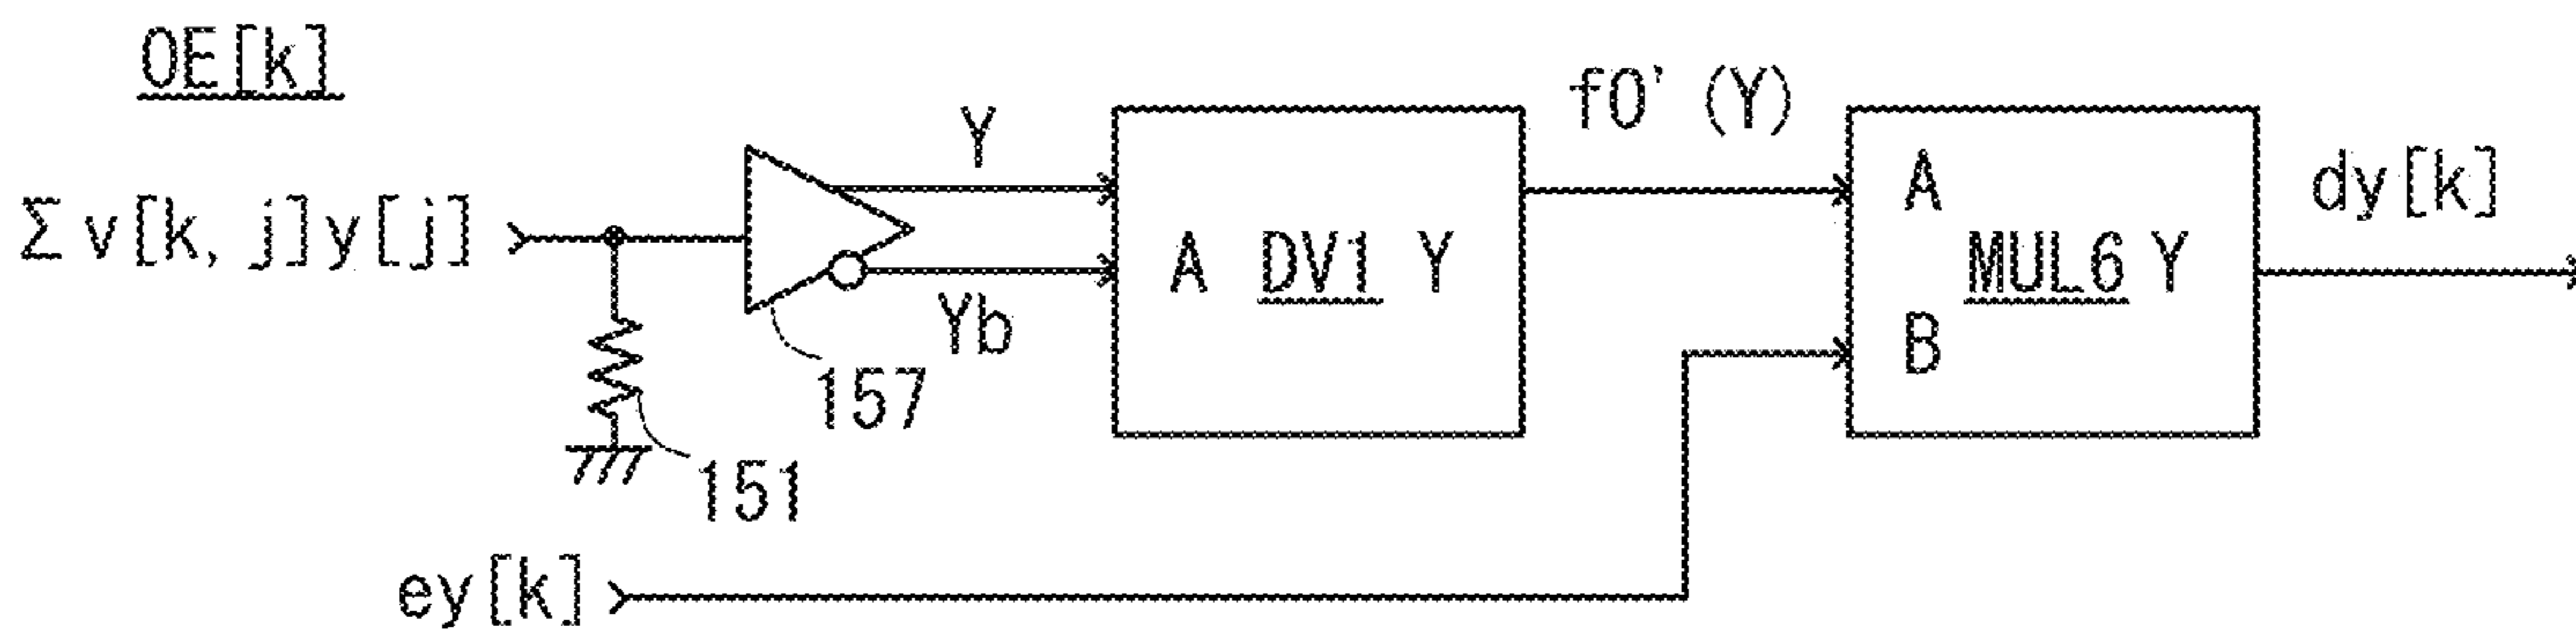 OE[k]
Σv[k, j]y[j]
Y
Yb
157
151
A DV1 Y
f0' (Y)
A
MUL6 Y
B
dy[k]
ey[k]